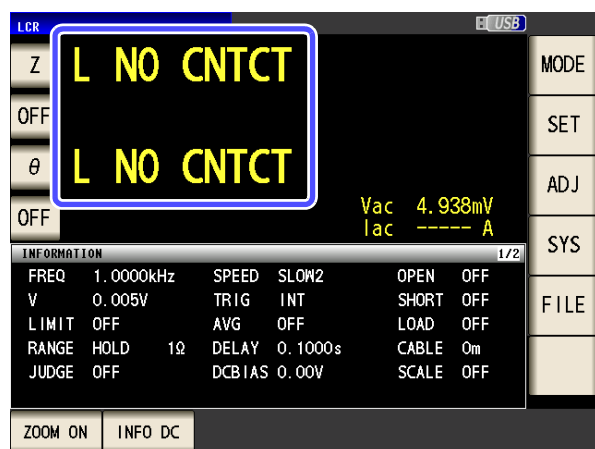 LCR USB
Z L NO CNTCT MODE
OFF SET
θ L NO CNTCT ADJ
OFF Vac 4.938mV
Iac ----- A
SYS
INFORMATION 1/2
FREQ 1.0000kHz SPEED SLOW2 OPEN OFF
V 0.005V TRIG INT SHORT OFF FILE
LIMIT OFF AVG OFF LOAD OFF
RANGE HOLD 1Ω DELAY 0.1000s CABLE 0m
JUDGE OFF DCBIAS 0.00V SCALE OFF
ZOOM ON INFO DC